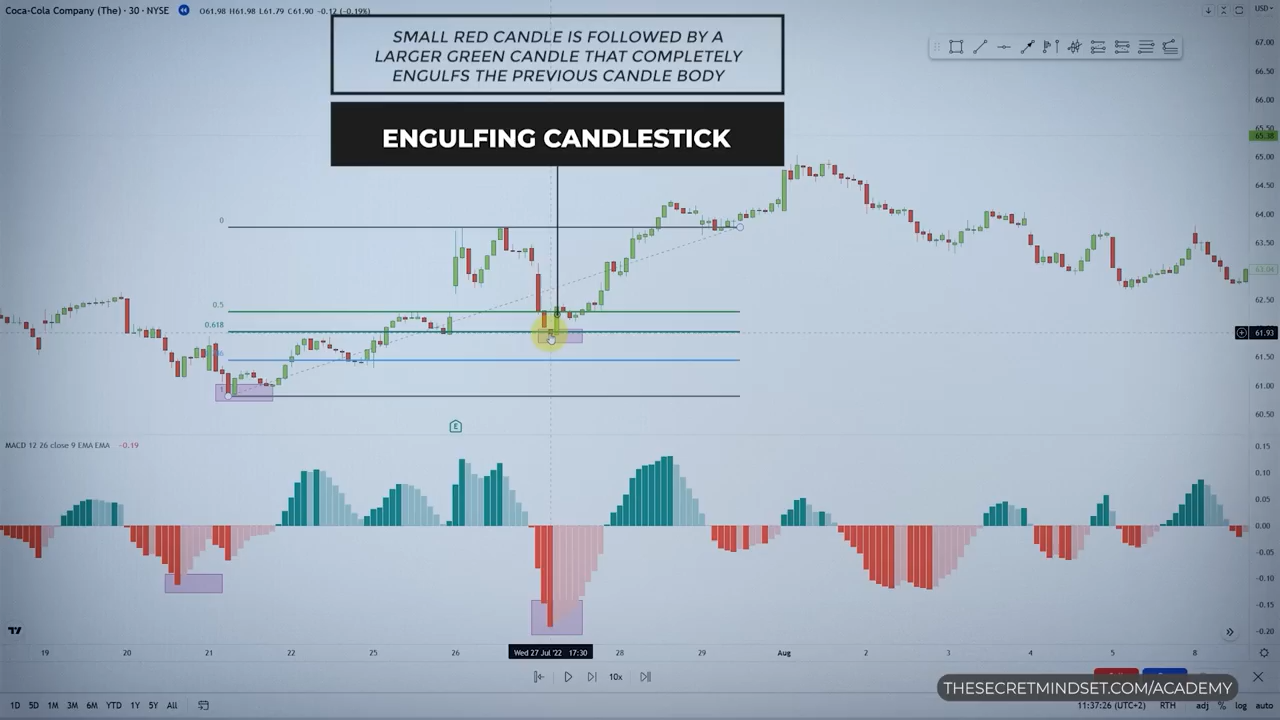 Coca-Cola Company (The) · 30 · NYSE O61.98 H61.98 L61.79 C61.90 −0.12 (−0.19%)
USD
SMALL RED CANDLE IS FOLLOWED BY A
LARGER GREEN CANDLE THAT COMPLETELY
ENGULFS THE PREVIOUS CANDLE BODY
ENGULFING CANDLESTICK
67.00
66.50
66.00
65.50
65.38
65.00
64.50
64.00
63.50
63.04
62.50
61.93
61.50
61.00
60.50
0
0.5
0.618
1
E
MACD 12 26 close 9 EMA EMA −0.19
0.15
0.10
0.05
0.00
−0.05
−0.10
−0.15
−0.20
19 20 21 22 25 26 Wed 27 Jul '22 17:30 28 29 Aug 2 3 4 5 8
10x
THESECRETMINDSET.COM/ACADEMY
1D 5D 1M 3M 6M YTD 1Y 5Y All
11:37:26 (UTC+2) RTH adj % log auto